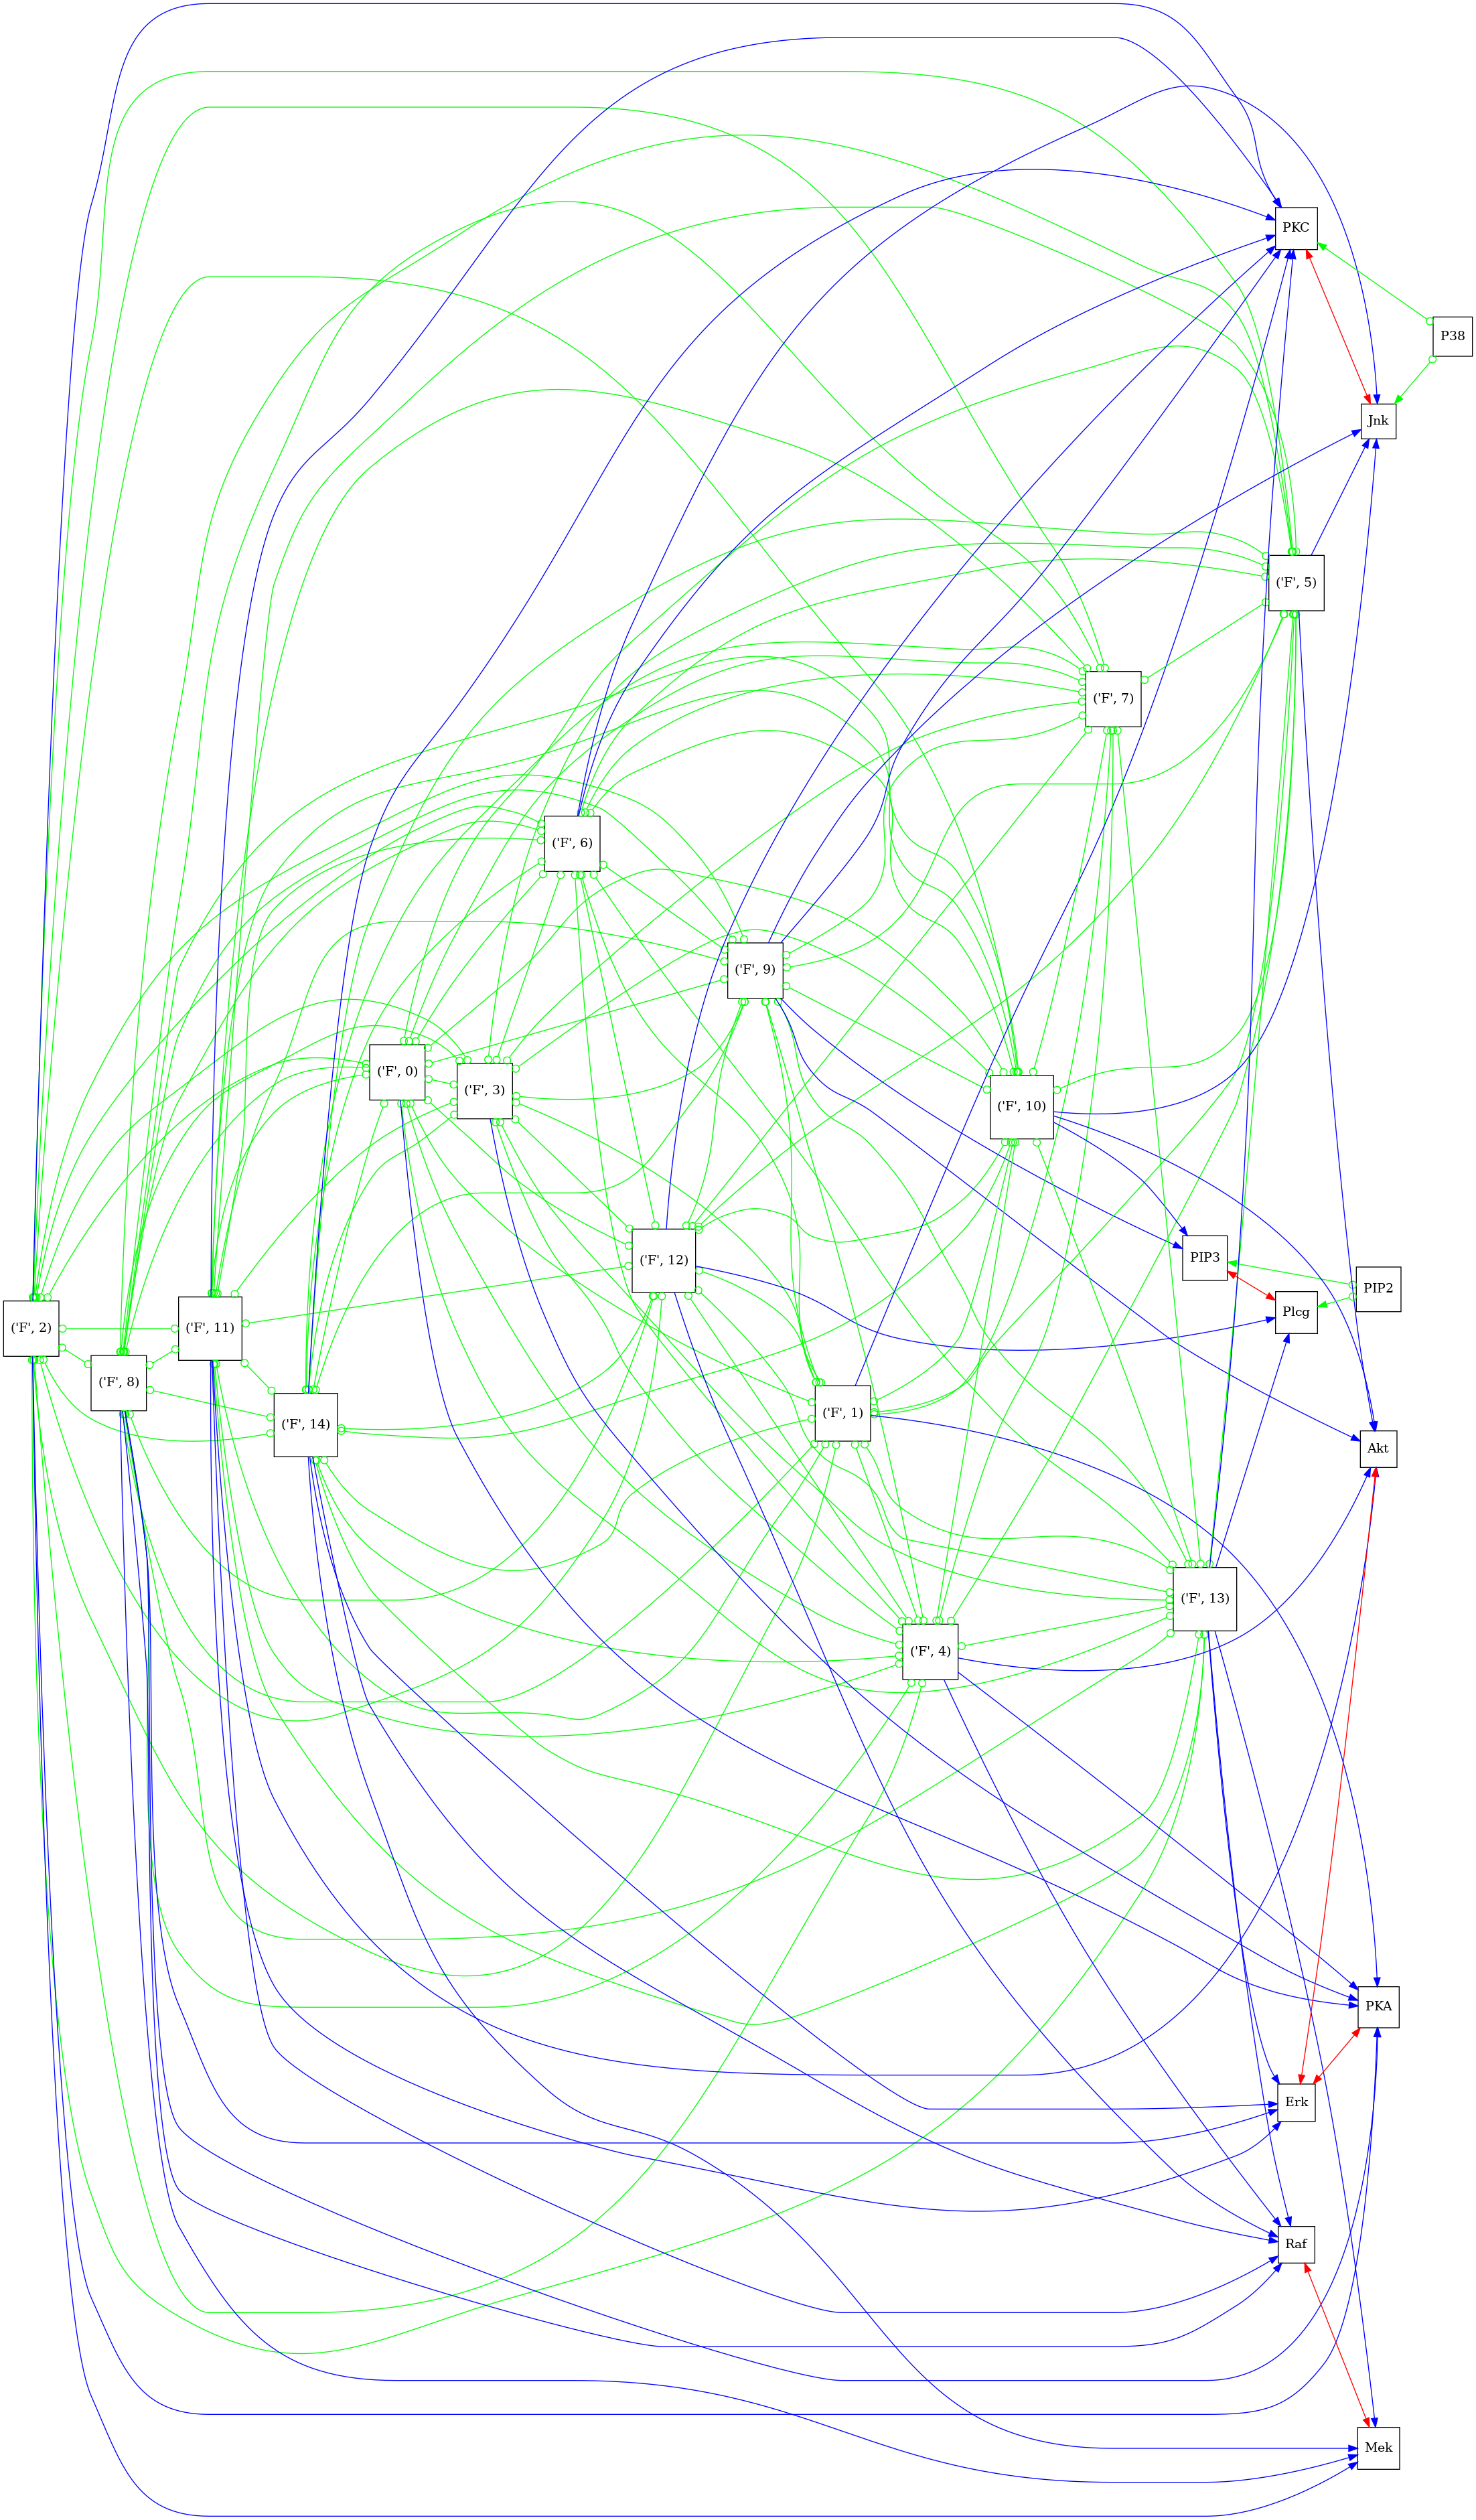 PKC
P38
Jnk
('F', 5)
('F', 7)
('F', 6)
('F', 9)
('F', 0)
('F', 3)
('F', 10)
('F', 12)
PIP3
PIP2
Plcg
('F', 2)
('F', 11)
('F', 8)
('F', 14)
('F', 1)
Akt
('F', 13)
('F', 4)
PKA
Erk
Raf
Mek